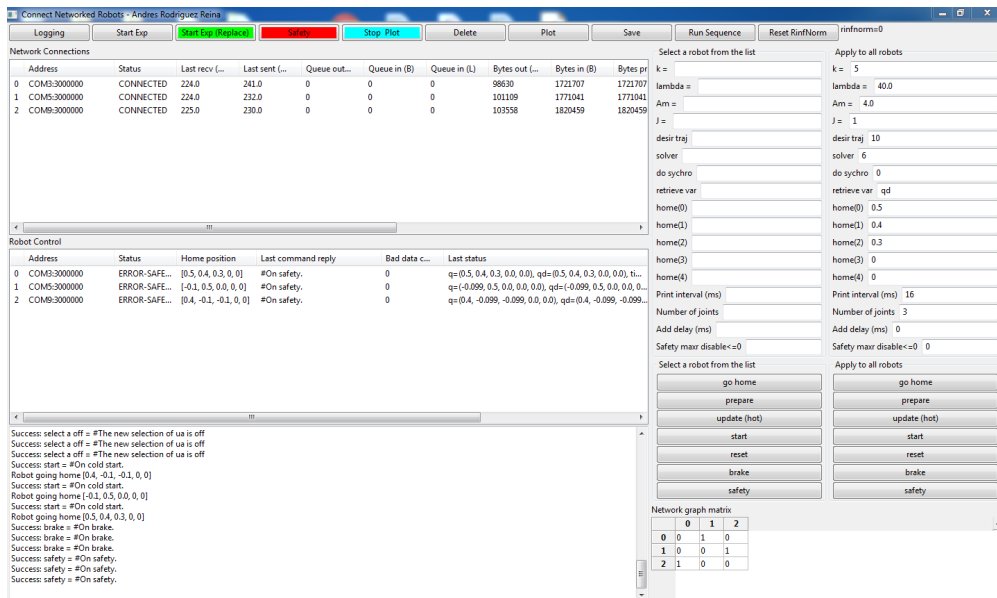 Connect Networked Robots - Andres Rodriguez Reina
Logging Start Exp Start Exp (Replace) Safety Stop Plot Delete Plot Save Run Sequence Reset RinfNorm rinfnorm=0
Network Connections
Address Status Last recv (... Last sent (... Queue out... Queue in (B) Queue in (L) Bytes out (... Bytes in (B) Bytes pr
0 COM3:3000000 CONNECTED 224.0 241.0 0 0 0 98630 1721707 1721707
1 COM5:3000000 CONNECTED 224.0 232.0 0 0 0 101109 1771041 1771041
2 COM9:3000000 CONNECTED 225.0 230.0 0 0 0 103558 1820459 1820459
Robot Control
Address Status Home position Last command reply Bad data c... Last status
0 COM3:3000000 ERROR-SAFE... [0.5, 0.4, 0.3, 0, 0] #On safety. 0 q=(0.5, 0.4, 0.3, 0.0, 0.0), qd=(0.5, 0.4, 0.3, 0.0, 0.0), ti...
1 COM5:3000000 ERROR-SAFE... [-0.1, 0.5, 0.0, 0, 0] #On safety. 0 q=(-0.099, 0.5, 0.0, 0.0, 0.0), qd=(-0.099, 0.5, 0.0, 0.0, 0...
2 COM9:3000000 ERROR-SAFE... [0.4, -0.1, -0.1, 0, 0] #On safety. 0 q=(0.4, -0.099, -0.099, 0.0, 0.0), qd=(0.4, -0.099, -0.099...
Success: select a off = #The new selection of ua is off
Success: select a off = #The new selection of ua is off
Success: select a off = #The new selection of ua is off
Success: start = #On cold start.
Robot going home [0.4, -0.1, -0.1, 0, 0]
Success: start = #On cold start.
Robot going home [-0.1, 0.5, 0.0, 0, 0]
Success: start = #On cold start.
Robot going home [0.5, 0.4, 0.3, 0, 0]
Success: brake = #On brake.
Success: brake = #On brake.
Success: brake = #On brake.
Success: safety = #On safety.
Success: safety = #On safety.
Success: safety = #On safety.
Select a robot from the list
k =
lambda =
Am =
J =
desir traj
solver
do sychro
retrieve var
home(0)
home(1)
home(2)
home(3)
home(4)
Print interval (ms)
Number of joints
Add delay (ms)
Safety maxr disable<=0
Apply to all robots
k = 5
lambda = 40.0
Am = 4.0
J = 1
desir traj 10
solver 6
do sychro 0
retrieve var qd
home(0) 0.5
home(1) 0.4
home(2) 0.3
home(3) 0
home(4) 0
Print interval (ms) 16
Number of joints 3
Add delay (ms) 0
Safety maxr disable<=0 0
Select a robot from the list
go home
prepare
update (hot)
start
reset
brake
safety
Apply to all robots
go home
prepare
update (hot)
start
reset
brake
safety
Network graph matrix
0 1 2
0 0 1 0
1 0 0 1
2 1 0 0